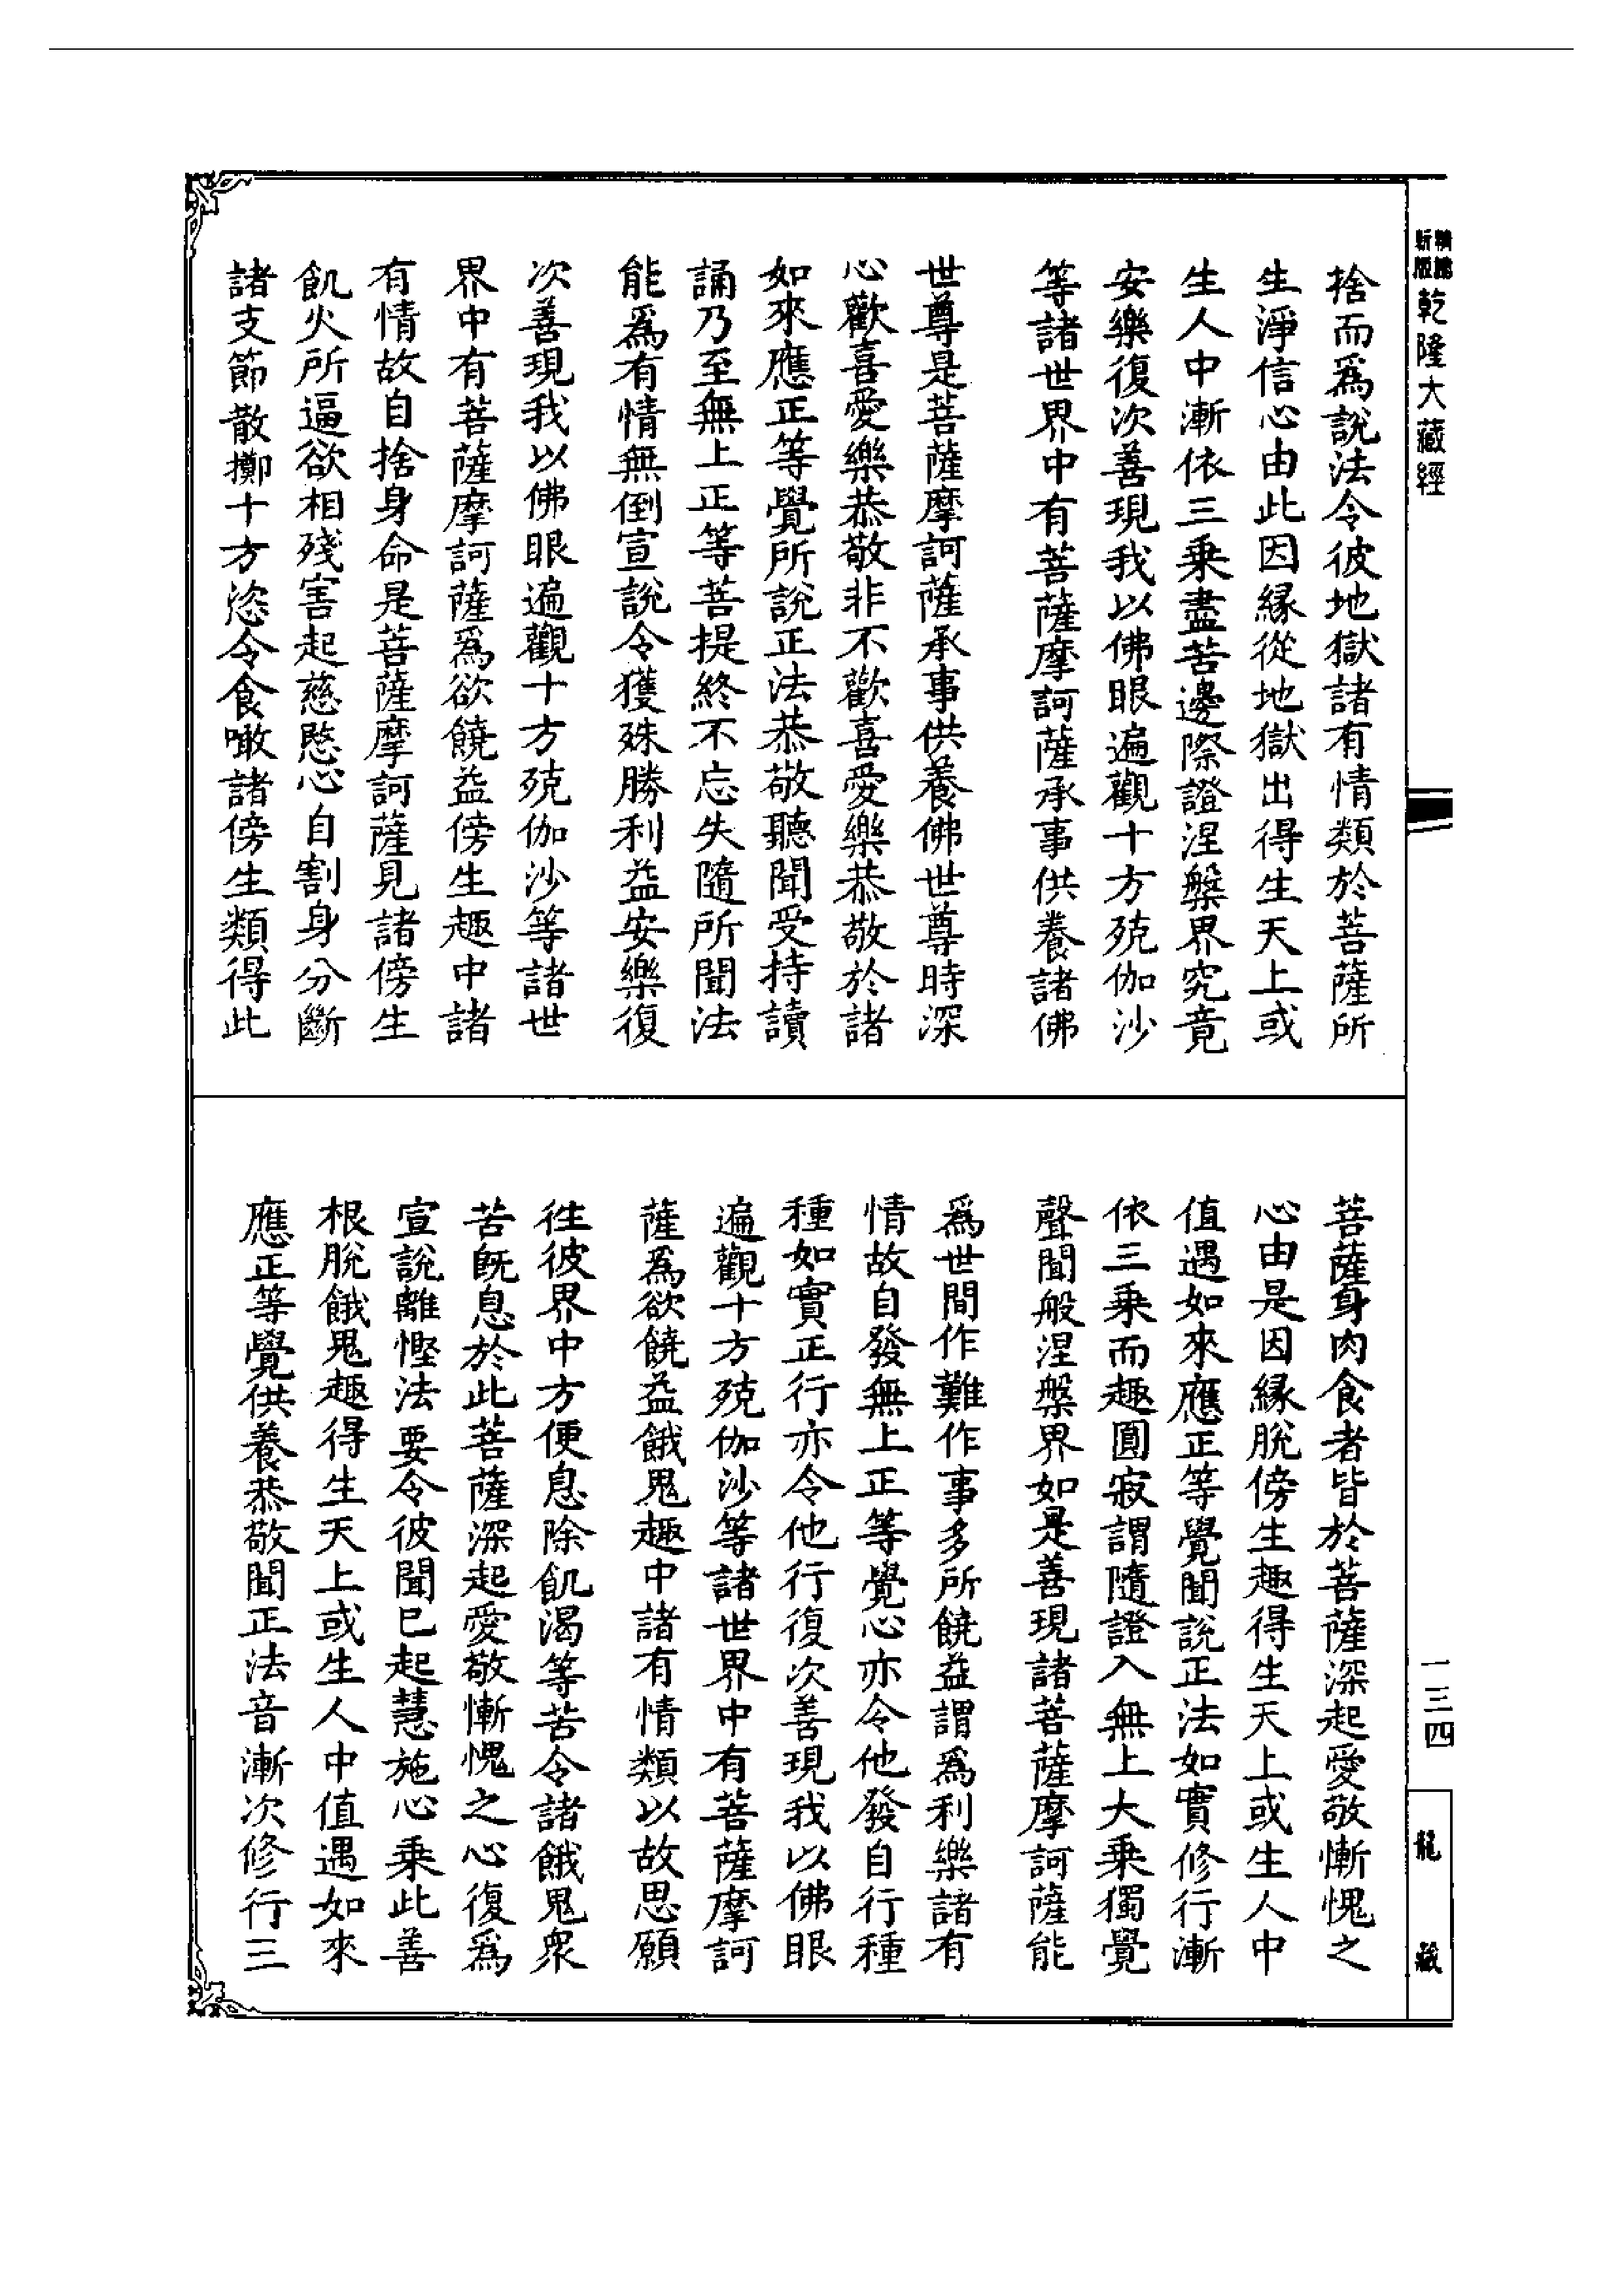 乾隆大藏經
捨而爲說法令彼地獄諸有情類於菩薩所
生淨信心由此因縁從地獄出得生天上或
生人中漸依三乘盡苦邊際證涅槃界究竟
安樂復次善現我以佛眼遍觀十方殑伽沙
等諸世界中有菩薩摩訶薩承事供養諸佛
世尊是菩薩摩訶薩承事供養佛世尊時深
心歡喜愛樂恭敬非不歡喜愛樂恭敬於諸
如來應正等覺所說正法恭敬聽聞受持讀
誦乃至無上正等菩提終不忘失隨所聞法
能爲有情無倒宣說令獲殊勝利益安樂復
次善現我以佛眼遍觀十方殑伽沙等諸世
界中有菩薩摩訶薩爲欲饒益傍生趣中諸
有情故自捨身命是菩薩摩訶薩見諸傍生
飢火所逼欲相殘害起慈愍心自割身分斷
諸支節散擲十方恣令食噉諸傍生類得此
菩薩身肉食者皆於菩薩深起愛敬慚愧之
心由是因縁脫傍生趣得生天上或生人中
值遇如來應正等覺聞說正法如實修行漸
依三乘而趣圓寂謂隨證入無上大乘獨覺
聲聞般涅槃界如是善現諸菩薩摩訶薩能
爲世間作難作事多所饒益謂爲利樂諸有
情故自發無上正等覺心亦令他發自行種
種如實正行亦令他行復次善現我以佛眼
遍觀十方殑伽沙等諸世界中有菩薩摩訶
薩爲欲饒益餓鬼趣中諸有情類以故思願
往彼界中方便息除飢渴等苦令諸餓鬼衆
苦旣息於此菩薩深起愛敬慚愧之心復爲
宣說離慳法要令彼聞已起慧施心乘此善
根脫餓鬼趣得生天上或生人中值遇如來
應正等覺供養恭敬聞正法音漸次修行三
一三四
龍藏